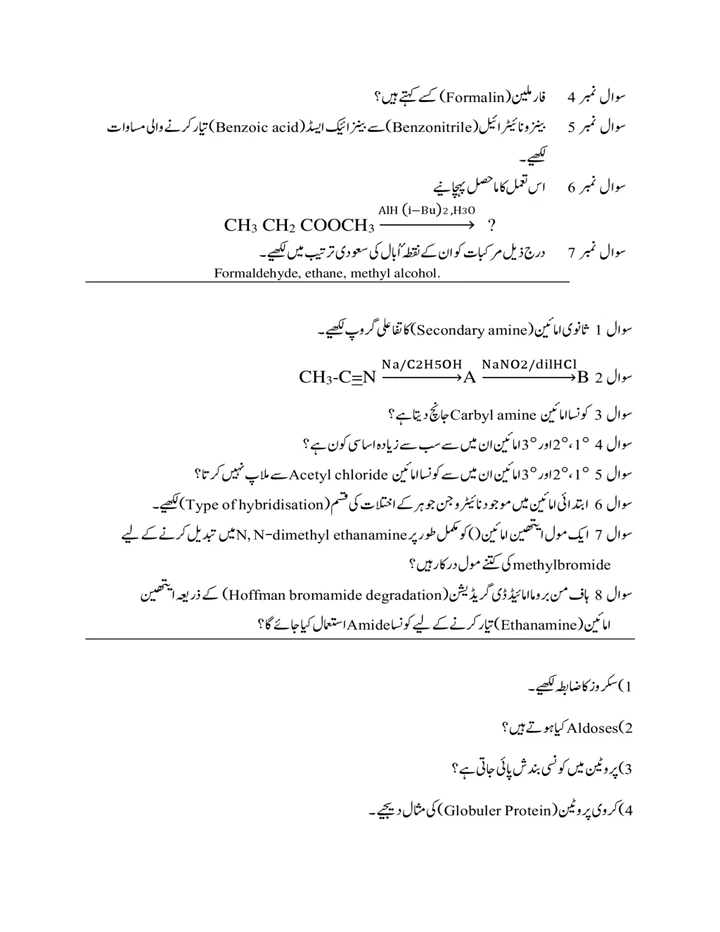 سوال نمبر 4 فارملین(Formalin) کسے کہتے ہیں؟
سوال نمبر 5 بینزونائیٹرائیل(Benzonitrile)سے بینزائیک ایسڈ(Benzoic acid) تیار کرنے والی مساوات
لکھیے۔
سوال نمبر 6 اس تعمل کا ماحصل پہچانیے
CH₃ CH₂ COOCH₃ AlH (i−Bu)₂,H₃O ⟶ ?
سوال نمبر 7 درج ذیل مرکبات کو ان کے نقطہ اُبال کی سعودی ترتیب میں لکھیے۔
Formaldehyde, ethane, methyl alcohol.
سوال 1 ثانوی امائین(Secondary amine)کا تفاعلی گروپ لکھیے۔
سوال 2 CH₃-C≡N Na/C2H5OH ⟶A NaNO2/dilHCl ⟶B
سوال 3 کونسا امائین Carbyl amine جانچ دیتا ہے؟
سوال 4 1°، 2° اور 3° امائین ان میں سے سب سے زیادہ اساسی کون ہے؟
سوال 5 1°، 2° اور 3° امائین ان میں سے کونسا امائین Acetyl chloride سے ملاپ نہیں کرتا؟
سوال 6 ابتدائی امائین میں موجود نائیٹروجن جوہر کے اختلات کی قسم(Type of hybridisation)لکھیے۔
سوال 7 ایک مول ایتھین امائین()کو مکمل طور پر N, N-dimethyl ethanamineمیں تبدیل کرنے کے لیے
methylbromide کی کتنے مول درکار ہیں؟
سوال 8 ہاف من بروما مائیڈ ڈی گریڈیشن(Hoffman bromamide degradation) کے ذریعہ ایتھین
امائین(Ethanamine) تیار کرنے کے لیے کونسا Amide استعمال کیا جائے گا؟
1)سکروز کا ضابطہ لکھیے۔
2)Aldoses کیا ہوتے ہیں؟
3)پروٹین میں کونسی بندش پائی جاتی ہے؟
4)کروی پروٹین(Globuler Protein) کی مثال دیجیے۔